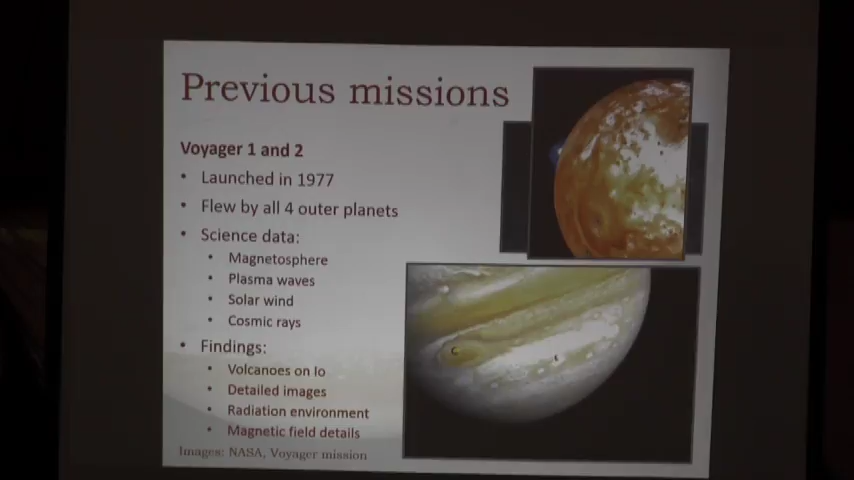 Previous missions
Voyager 1 and 2
• Launched in 1977
• Flew by all 4 outer planets
• Science data:
• Magnetosphere
• Plasma waves
• Solar wind
• Cosmic rays
• Findings:
• Volcanoes on Io
• Detailed images
• Radiation environment
• Magnetic field details
Images: NASA, Voyager mission